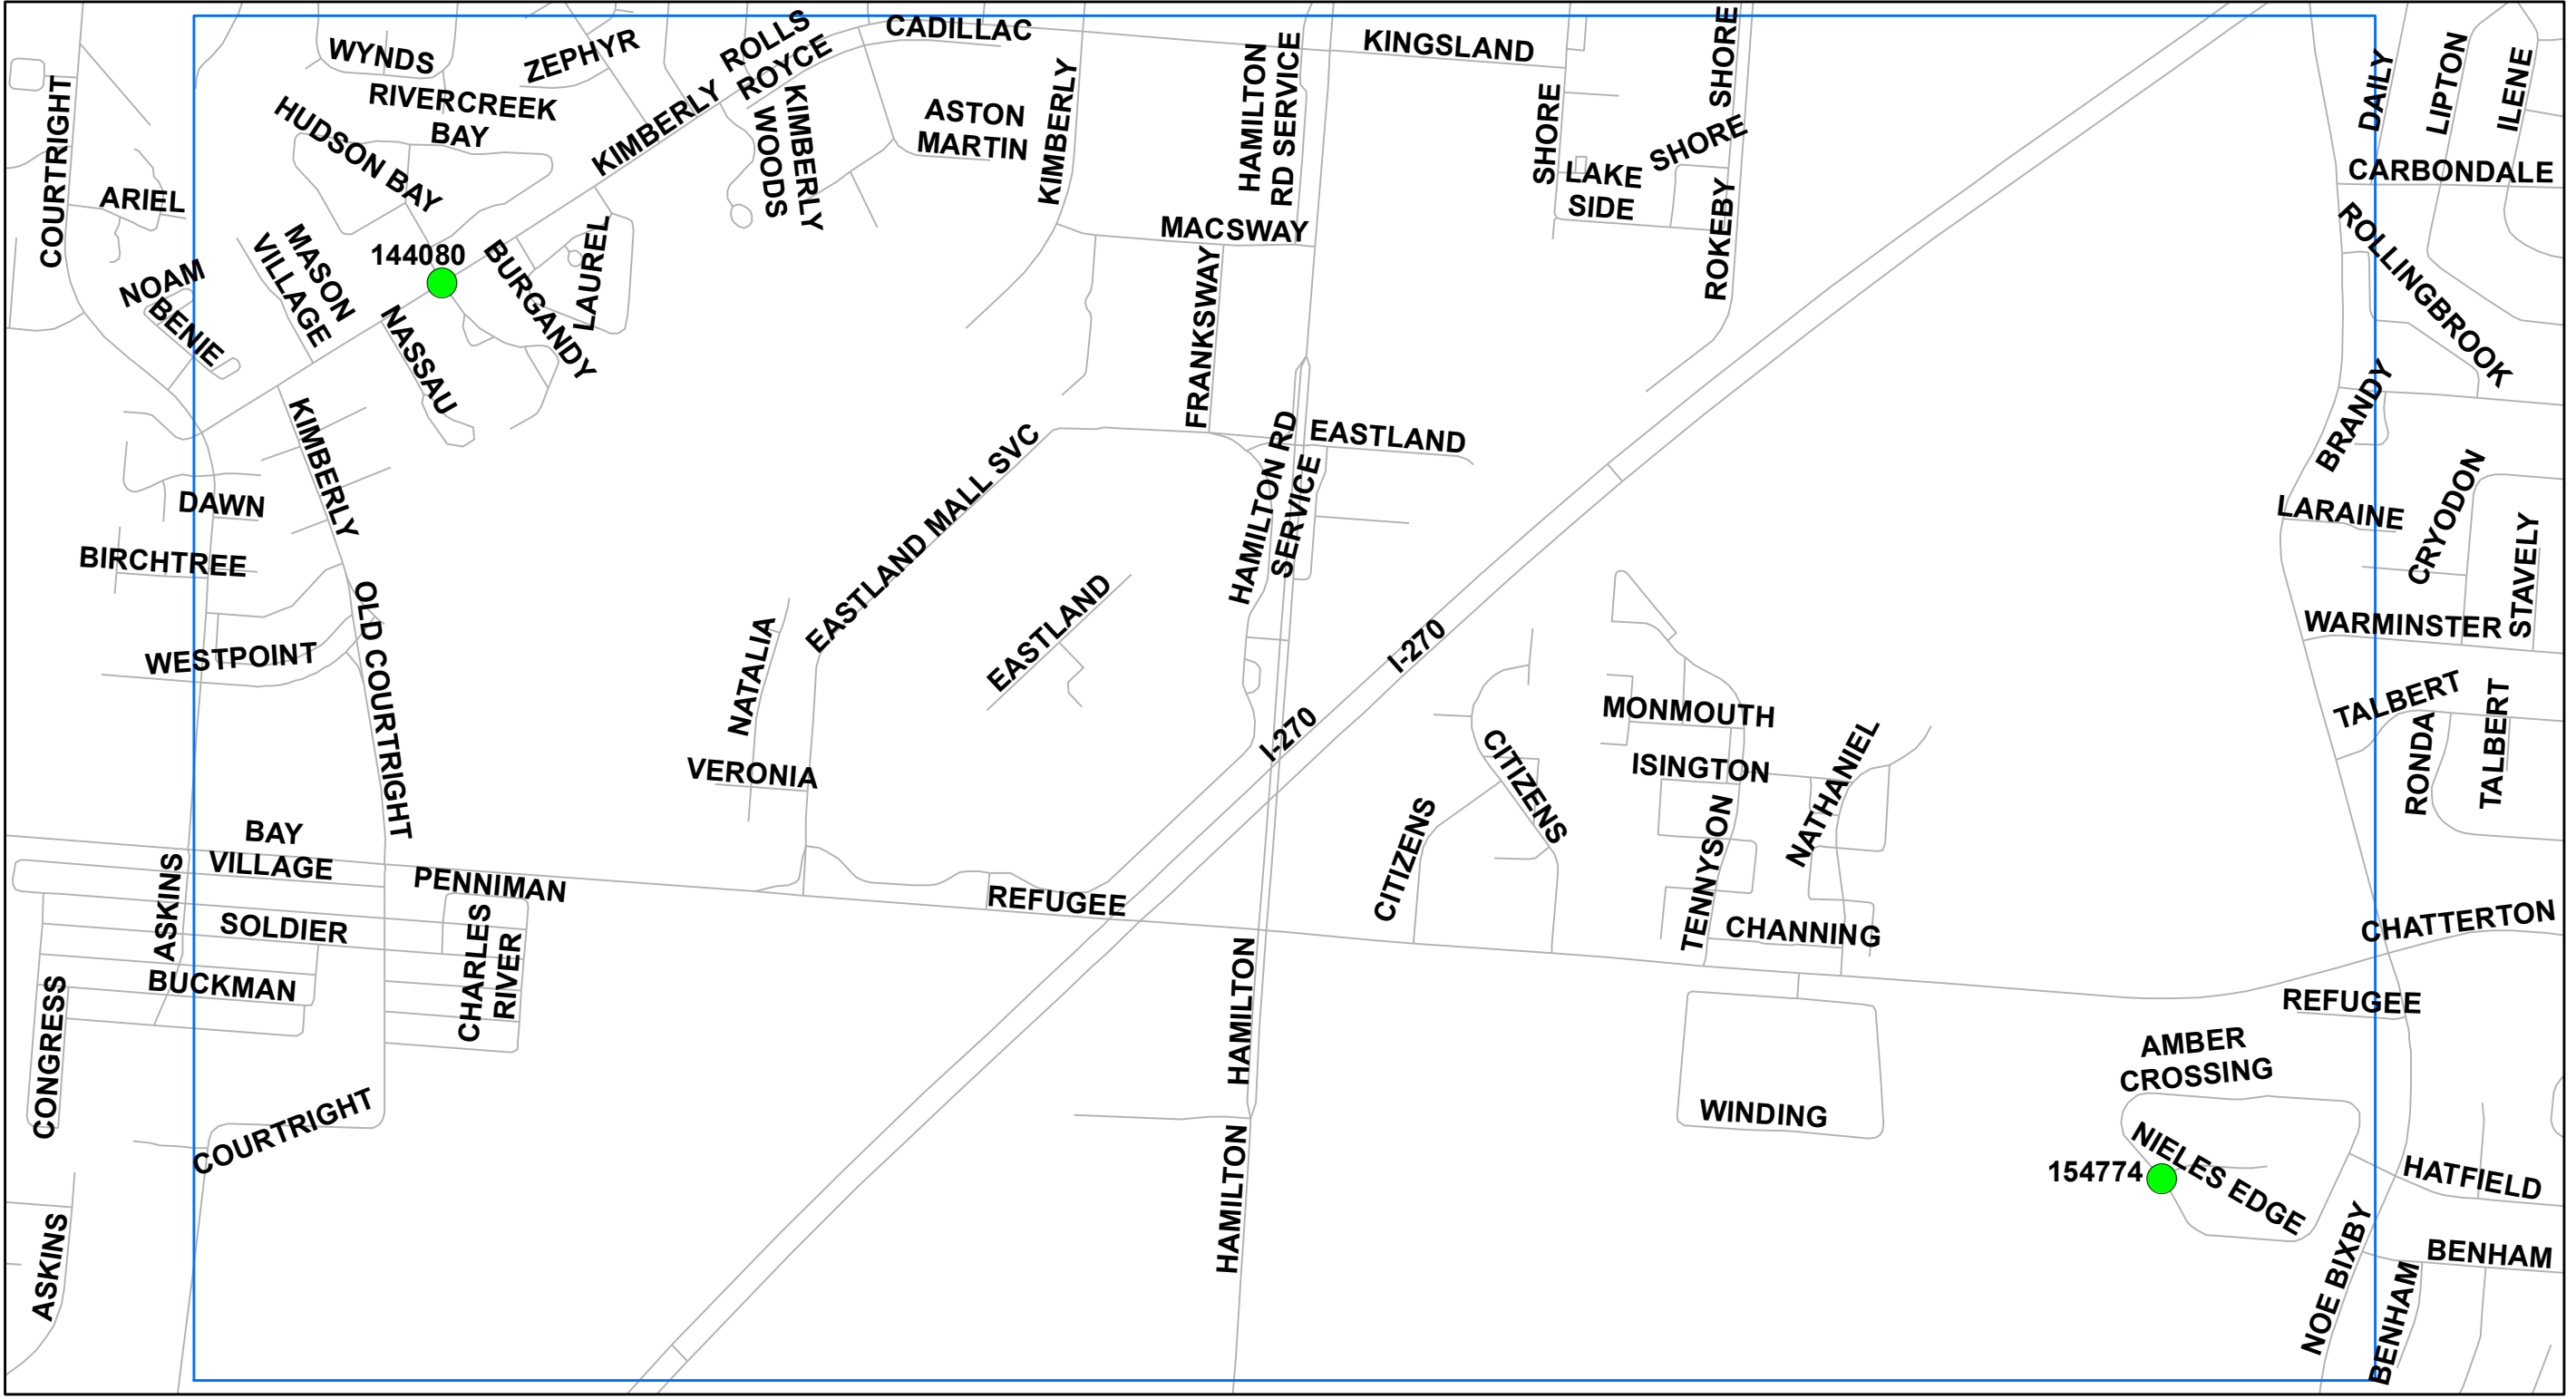 CADILLAC
ROLLS
ROYCE
WYNDS
ZEPHYR
KINGSLAND
SHORE
HAMILTON
RD SERVICE
DAILY
LIPTON
ILENE
COURTRIGHT
RIVERCREEK
BAY
HUDSON BAY
KIMBERLY
KIMBERLY
WOODS
ASTON
MARTIN
KIMBERLY
SHORE
SHORE
LAKE
SIDE
CARBONDALE
ARIEL
MACSWAY
ROKEBY
ROLLINGBROOK
MASON
VILLAGE
144080
BURGANDY
LAUREL
NOAM
BENIE
NASSAU
FRANKSWAY
BRANDY
KIMBERLY
EASTLAND MALL SVC
HAMILTON RD
SERVICE
EASTLAND
DAWN
LARAINE
CRYODON
STAVELY
BIRCHTREE
OLD COURTRIGHT
WESTPOINT
NATALIA
EASTLAND
I-270
I-270
WARMINSTER
TALBERT
TALBERT
RONDA
MONMOUTH
ISINGTON
NATHANIEL
CITIZENS
CITIZENS
TENNYSON
VERONIA
BAY
VILLAGE
PENNIMAN
ASKINS
SOLDIER
CHARLES
RIVER
BUCKMAN
CONGRESS
REFUGEE
CHANNING
CHATTERTON
HAMILTON
REFUGEE
AMBER
CROSSING
WINDING
COURTRIGHT
HAMILTON
NIELES EDGE
154774
HATFIELD
NOE BIXBY
BENHAM
BENHAM
ASKINS